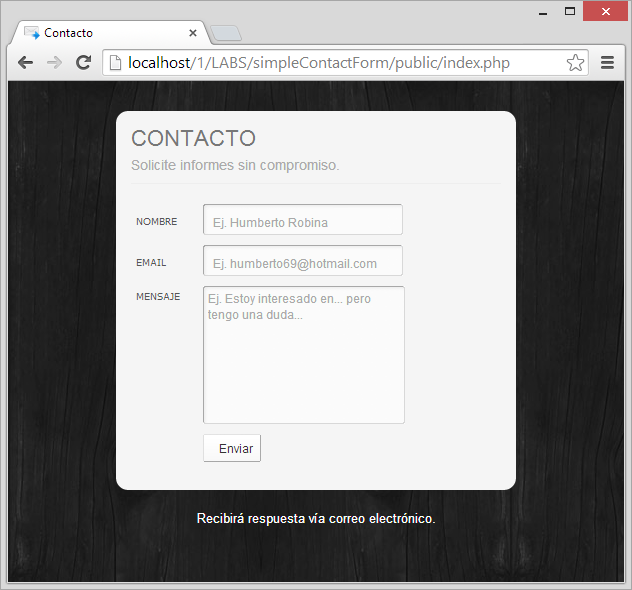 Contacto
localhost/1/LABS/simpleContactForm/public/index.php
CONTACTO
Solicite informes sin compromiso.
NOMBRE
Ej. Humberto Robina
EMAIL
Ej. humberto69@hotmail.com
MENSAJE
Ej. Estoy interesado en... pero
tengo una duda...
Enviar
Recibirá respuesta vía correo electrónico.